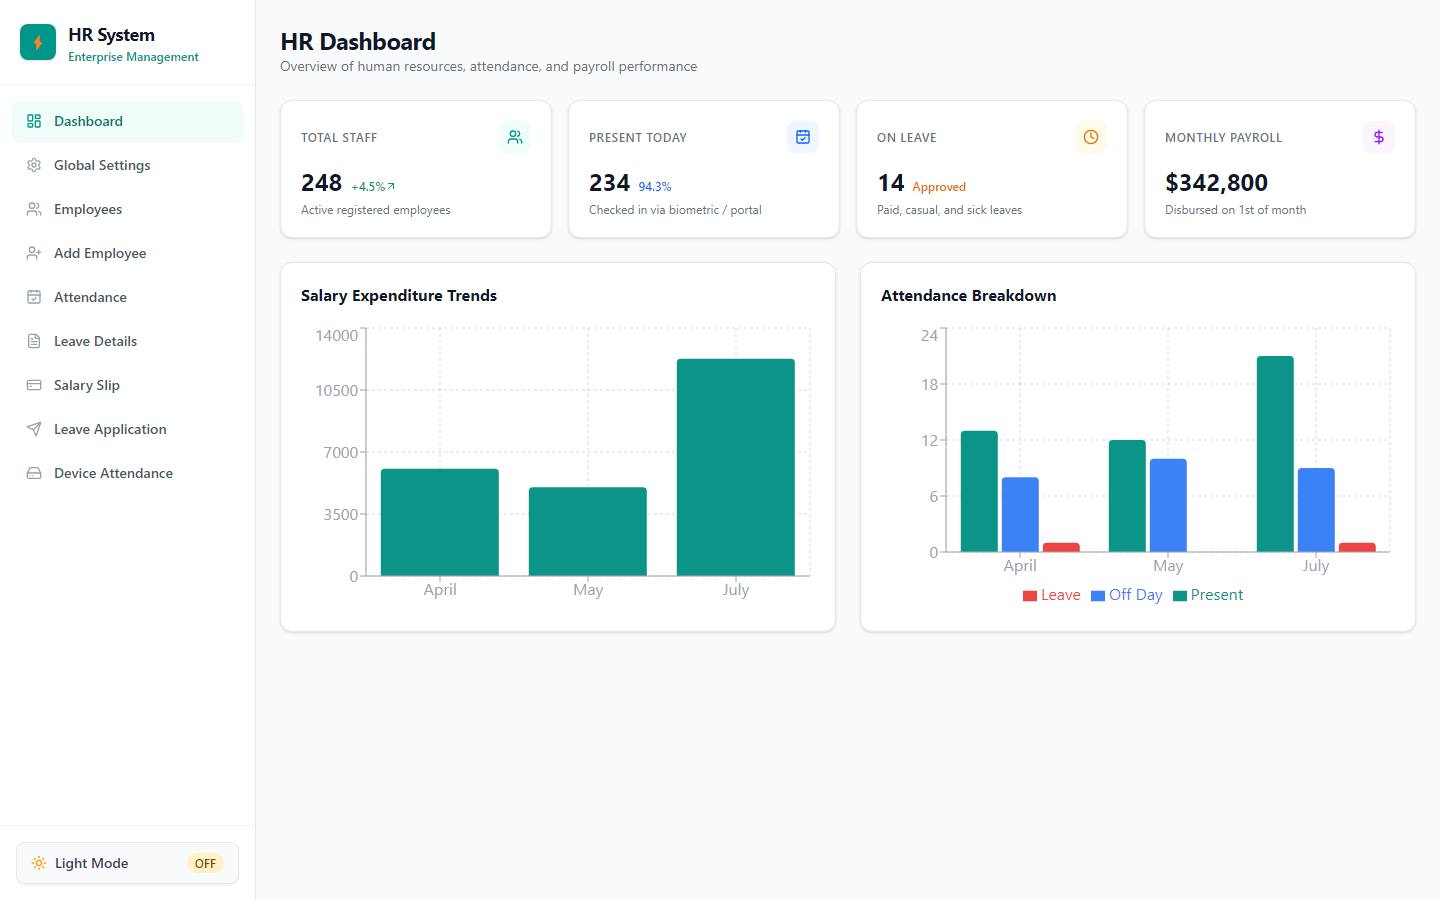 HR System
Enterprise Management
Dashboard
Global Settings
Employees
Add Employee
Attendance
Leave Details
Salary Slip
Leave Application
Device Attendance
Light Mode OFF
HR Dashboard
Overview of human resources, attendance, and payroll performance
TOTAL STAFF
248 +4.5%
Active registered employees
PRESENT TODAY
234 94.3%
Checked in via biometric / portal
ON LEAVE
14 Approved
Paid, casual, and sick leaves
MONTHLY PAYROLL
$342,800
Disbursed on 1st of month
Salary Expenditure Trends
14000
10500
7000
3500
0
April May July
Attendance Breakdown
24
18
12
6
0
April May July
Leave Off Day Present